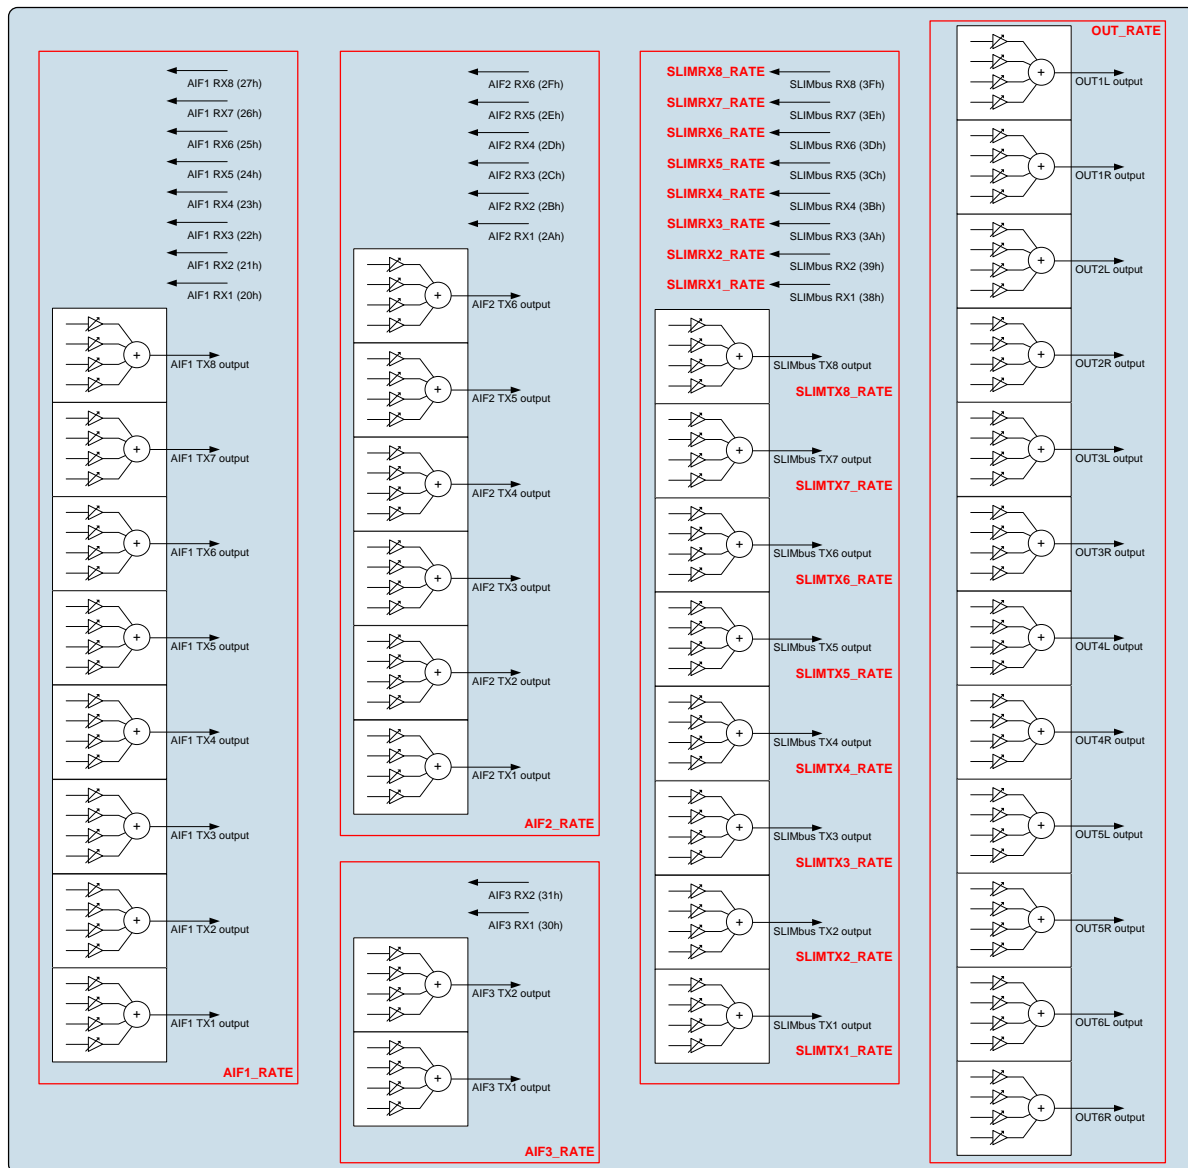 AIF1 RX8 (27h)
AIF1 RX7 (26h)
AIF1 RX6 (25h)
AIF1 RX5 (24h)
AIF1 RX4 (23h)
AIF1 RX3 (22h)
AIF1 RX2 (21h)
AIF1 RX1 (20h)
+
AIF1 TX8 output
+
AIF1 TX7 output
+
AIF1 TX6 output
+
AIF1 TX5 output
+
AIF1 TX4 output
+
AIF1 TX3 output
+
AIF1 TX2 output
+
AIF1 TX1 output
AIF1_RATE
AIF2 RX6 (2Fh)
AIF2 RX5 (2Eh)
AIF2 RX4 (2Dh)
AIF2 RX3 (2Ch)
AIF2 RX2 (2Bh)
AIF2 RX1 (2Ah)
+
AIF2 TX6 output
+
AIF2 TX5 output
+
AIF2 TX4 output
+
AIF2 TX3 output
+
AIF2 TX2 output
+
AIF2 TX1 output
AIF2_RATE
AIF3 RX2 (31h)
AIF3 RX1 (30h)
+
AIF3 TX2 output
+
AIF3 TX1 output
AIF3_RATE
SLIMRX8_RATE
SLIMbus RX8 (3Fh)
SLIMRX7_RATE
SLIMbus RX7 (3Eh)
SLIMRX6_RATE
SLIMbus RX6 (3Dh)
SLIMRX5_RATE
SLIMbus RX5 (3Ch)
SLIMRX4_RATE
SLIMbus RX4 (3Bh)
SLIMRX3_RATE
SLIMbus RX3 (3Ah)
SLIMRX2_RATE
SLIMbus RX2 (39h)
SLIMRX1_RATE
SLIMbus RX1 (38h)
+
SLIMbus TX8 output
SLIMTX8_RATE
+
SLIMbus TX7 output
SLIMTX7_RATE
+
SLIMbus TX6 output
SLIMTX6_RATE
+
SLIMbus TX5 output
SLIMTX5_RATE
+
SLIMbus TX4 output
SLIMTX4_RATE
+
SLIMbus TX3 output
SLIMTX3_RATE
+
SLIMbus TX2 output
SLIMTX2_RATE
+
SLIMbus TX1 output
SLIMTX1_RATE
OUT_RATE
+
OUT1L output
+
OUT1R output
+
OUT2L output
+
OUT2R output
+
OUT3L output
+
OUT3R output
+
OUT4L output
+
OUT4R output
+
OUT5L output
+
OUT5R output
+
OUT6L output
+
OUT6R output